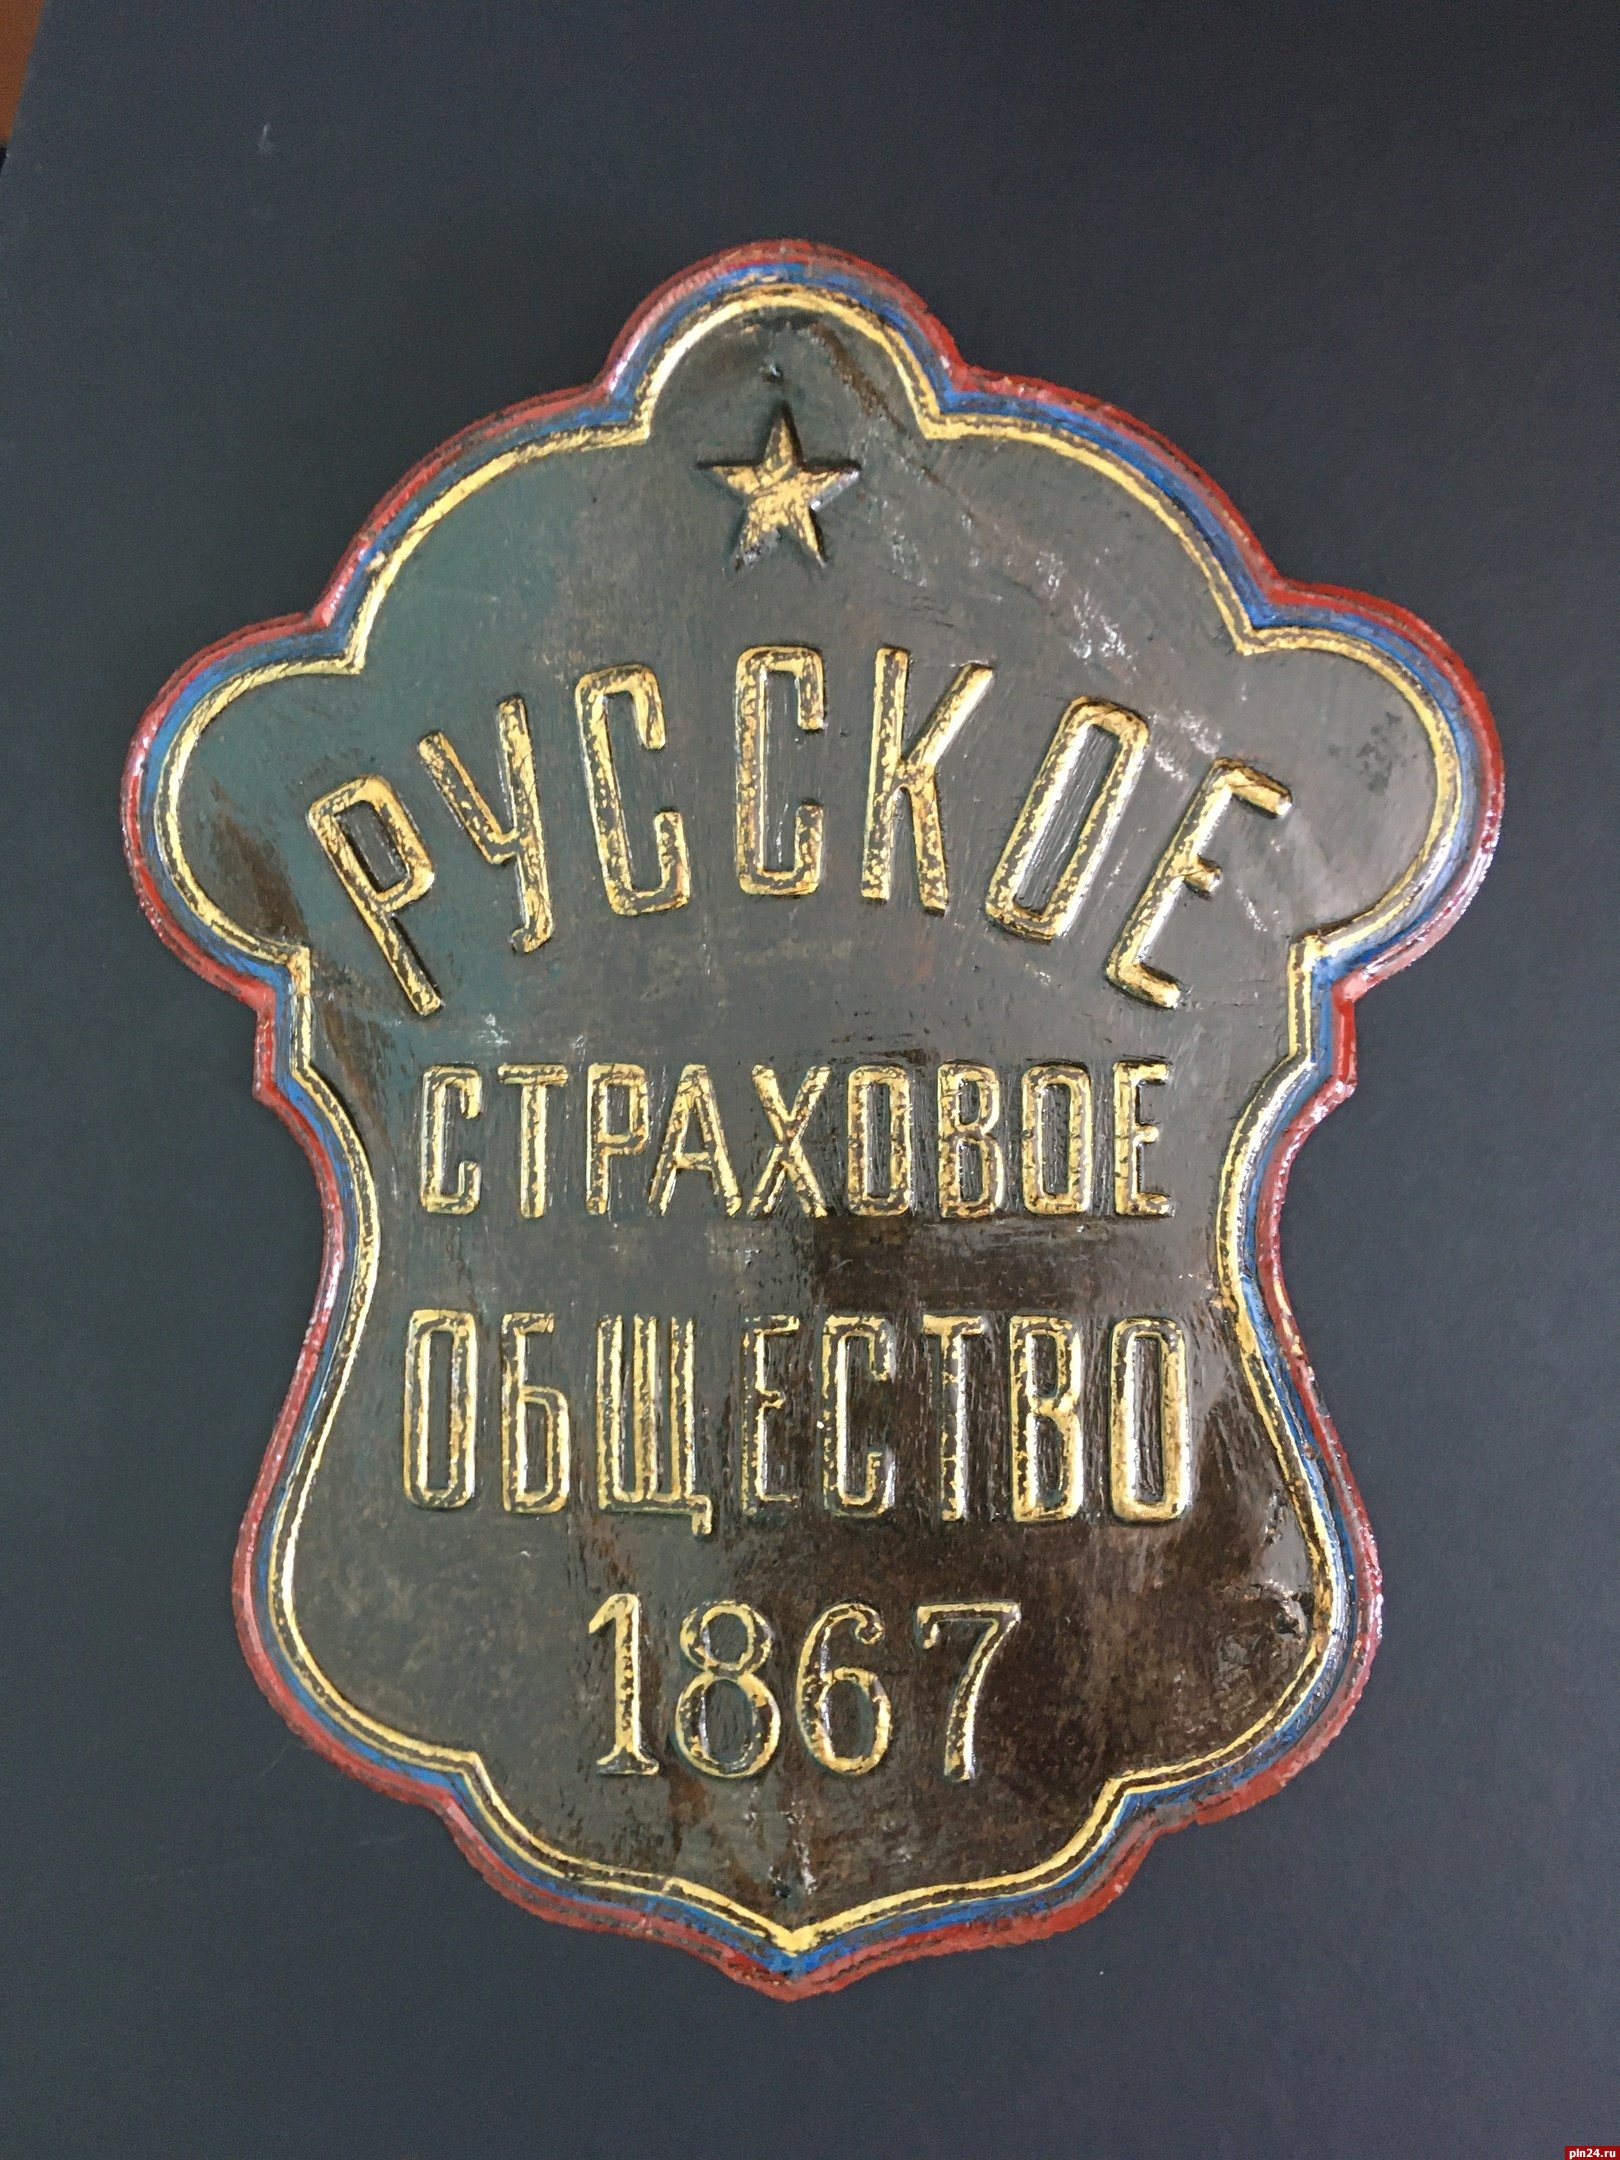 РУССКОЕ
СТРАХОВОЕ
ОБЩЕСТВО
1867
pln24.ru